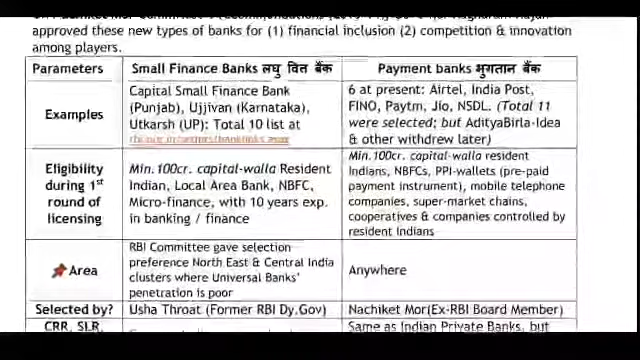 approved these new types of banks for (1) financial inclusion (2) competition & innovation
among players.
Parameters
Small Finance Banks लघु वित बैंक
Payment banks भुगतान बैंक
Examples
Capital Small Finance Bank
(Punjab), Ujjivan (Karnataka),
Utkarsh (UP): Total 10 list at
6 at present: Airtel, India Post,
FINO, Paytm, Jio, NSDL. (Total 11
were selected; but AdityaBirla-Idea
& other withdrew later)
Eligibility
during 1st
round of
licensing
Min.100cr. capital-walla Resident
Indian, Local Area Bank, NBFC,
Micro-finance, with 10 years exp.
in banking / finance
Min.100cr. capital-walla resident
Indians, NBFCs, PPI-wallets (pre-paid
payment instrument), mobile telephone
companies, super-market chains,
cooperatives & companies controlled by
resident Indians
Area
RBI Committee gave selection
preference North East & Central India
clusters where Universal Banks'
penetration is poor
Anywhere
Selected by?
Usha Throat (Former RBI Dy.Gov)
Nachiket Mor(Ex-RBI Board Member)
CRR, SLR,
Same as Indian Private Banks, but